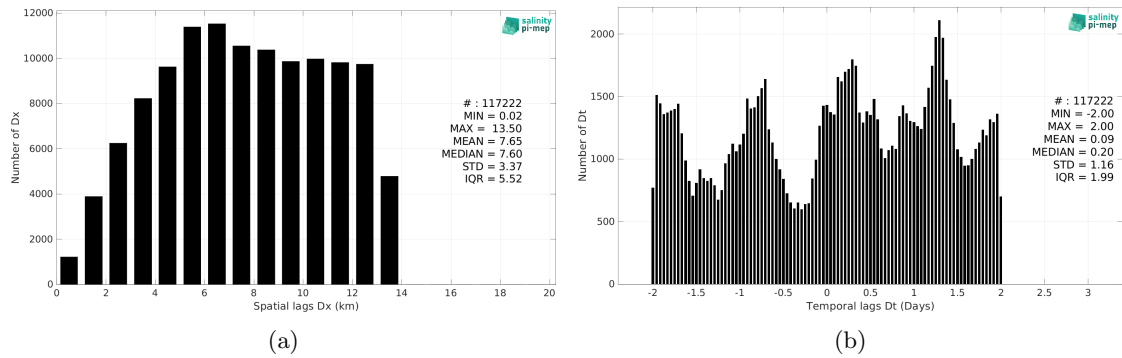 12000
10000
8000
6000
4000
2000
0
Number of Dx
0 2 4 6 8 10 12 14 16 18 20
Spatial lags Dx (km)
salinity
pi-mep
# : 117222
MIN = 0.02
MAX = 13.50
MEAN = 7.65
MEDIAN = 7.60
STD = 3.37
IQR = 5.52
(a)
2000
1500
1000
500
0
Number of Dt
-2 -1.5 -1 -0.5 0 0.5 1 1.5 2 2.5 3
Temporal lags Dt (Days)
salinity
pi-mep
# : 117222
MIN = -2.00
MAX = 2.00
MEAN = 0.09
MEDIAN = 0.20
STD = 1.16
IQR = 1.99
(b)